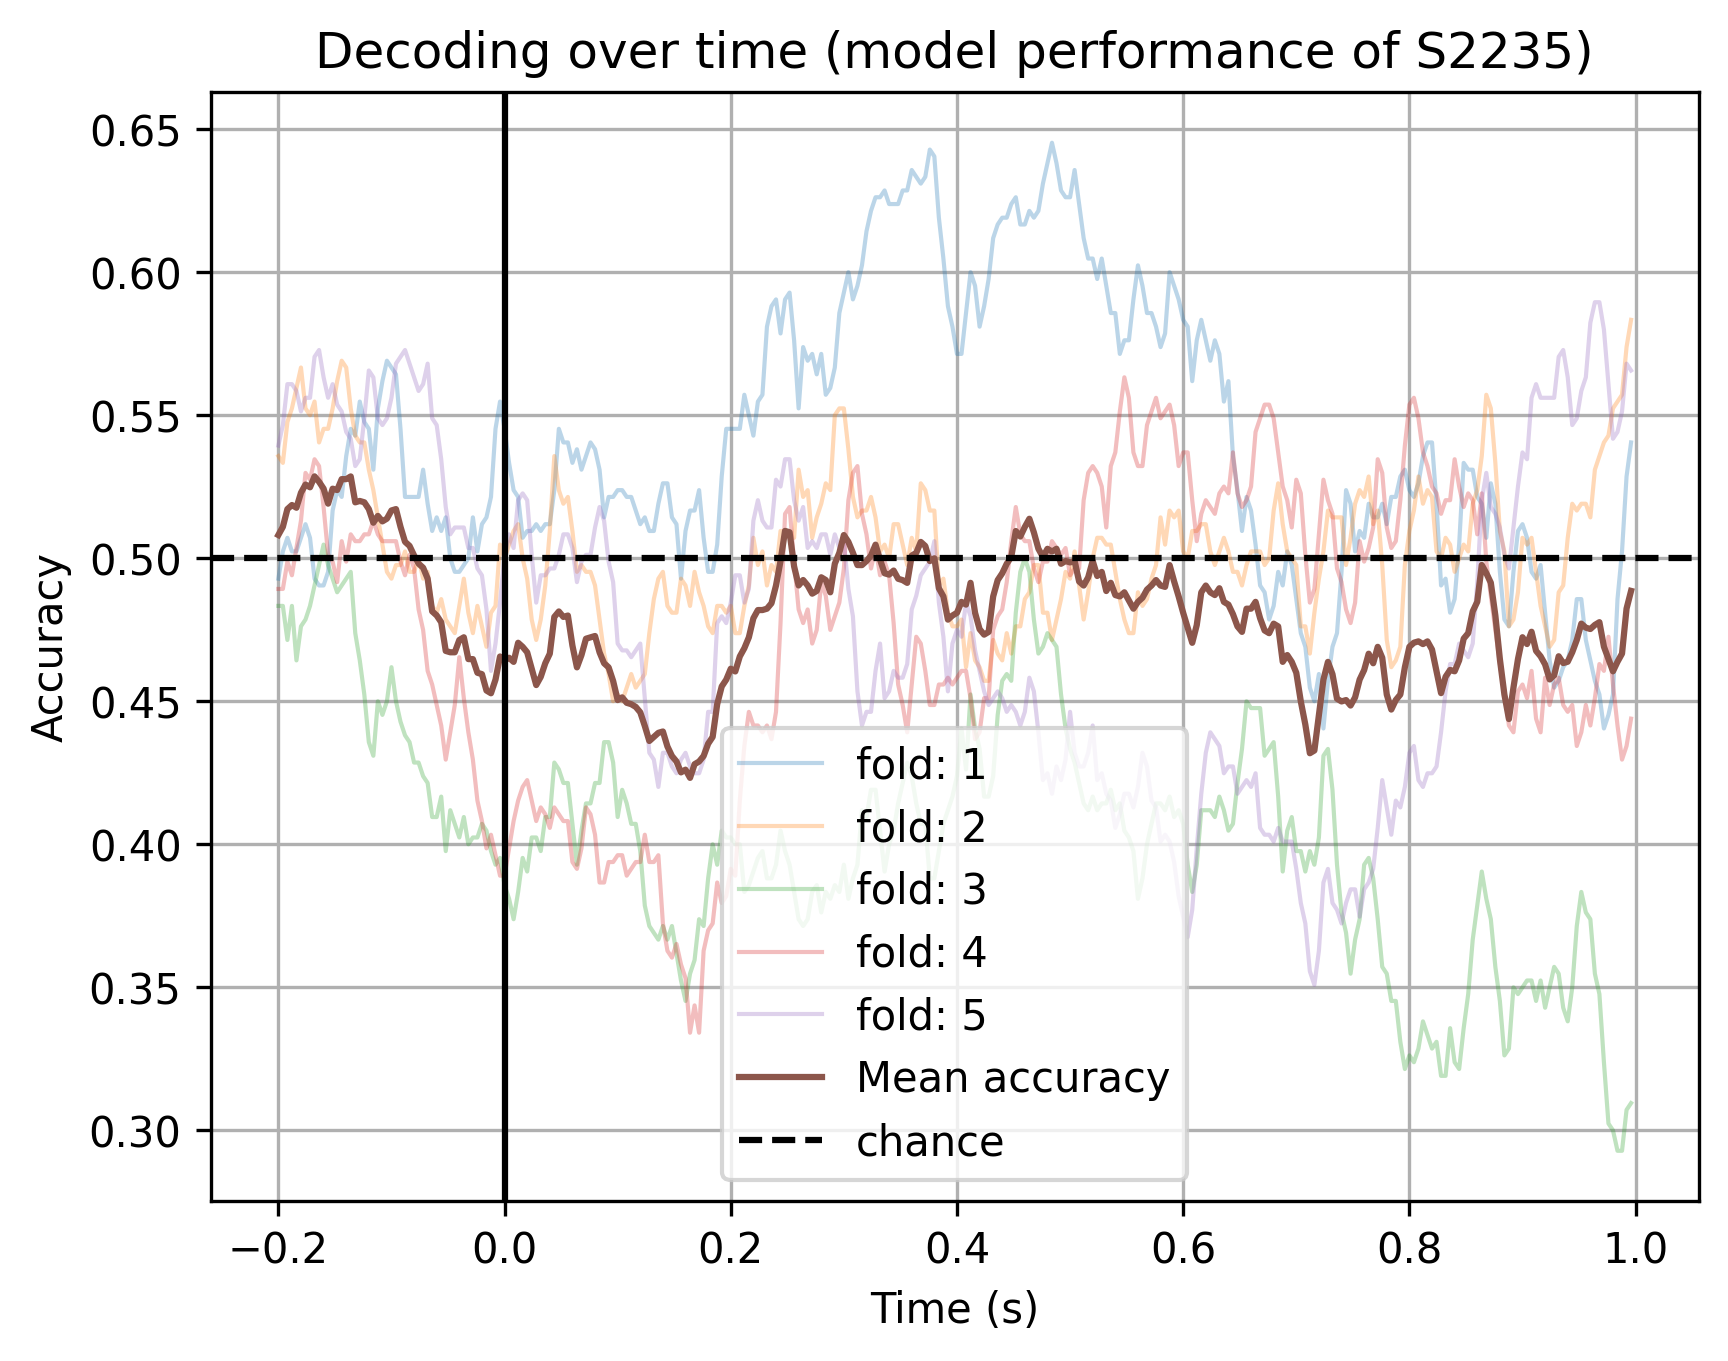 Decoding over time (model performance of S2235)
Accuracy
0.65
0.60
0.55
0.50
0.45
0.40
0.35
0.30
fold: 1
fold: 2
fold: 3
fold: 4
fold: 5
Mean accuracy
chance
−0.2 0.0 0.2 0.4 0.6 0.8 1.0
Time (s)